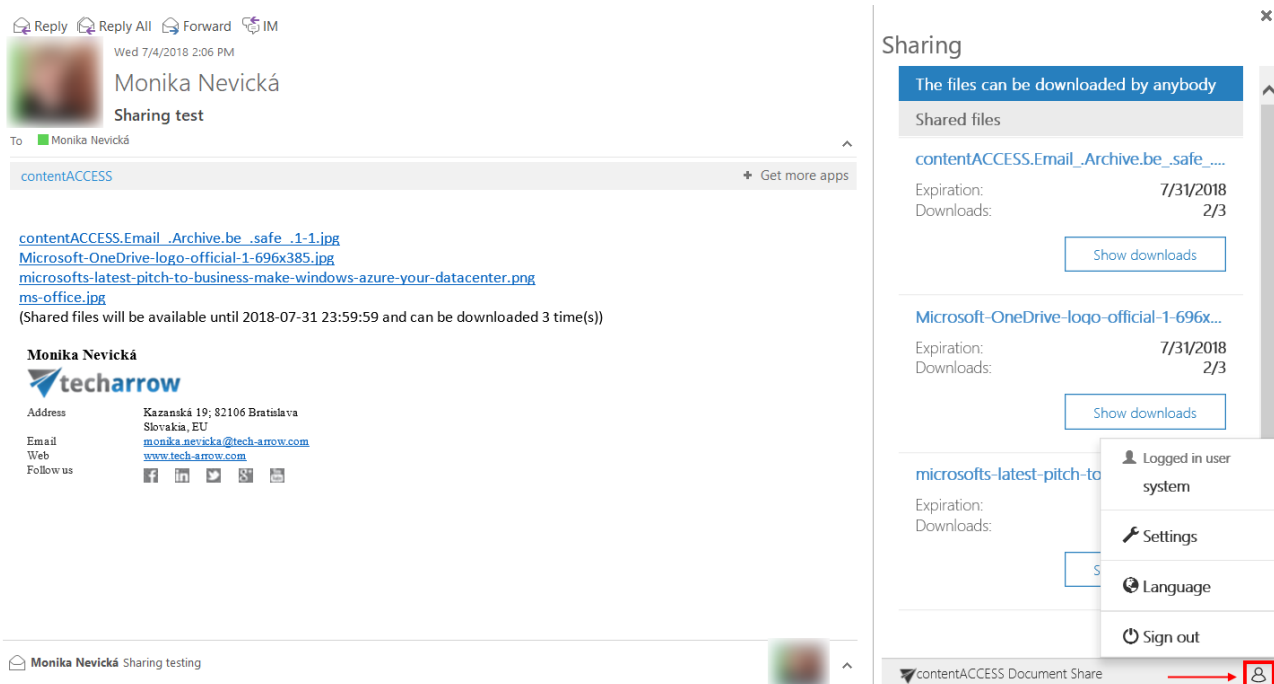 Reply Reply All Forward IM
Wed 7/4/2018 2:06 PM
Monika Nevická
Sharing test
To Monika Nevická
contentACCESS + Get more apps
contentACCESS.Email_.Archive.be_.safe_.1-1.jpg
Microsoft-OneDrive-logo-official-1-696x385.jpg
microsofts-latest-pitch-to-business-make-windows-azure-your-datacenter.png
ms-office.jpg
(Shared files will be available until 2018-07-31 23:59:59 and can be downloaded 3 time(s))
Monika Nevická
techarrow
Address Kazanská 19; 82106 Bratislava
Slovakia, EU
Email monika.nevicka@tech-arrow.com
Web www.tech-arrow.com
Follow us
Monika Nevická Sharing testing
Sharing
The files can be downloaded by anybody
Shared files
contentACCESS.Email_.Archive.be_.safe_....
Expiration: 7/31/2018
Downloads: 2/3
Show downloads
Microsoft-OneDrive-logo-official-1-696x...
Expiration: 7/31/2018
Downloads: 2/3
Show downloads
microsofts-latest-pitch-to
Expiration:
Downloads:
S
Logged in user
system
Settings
Language
Sign out
contentACCESS Document Share